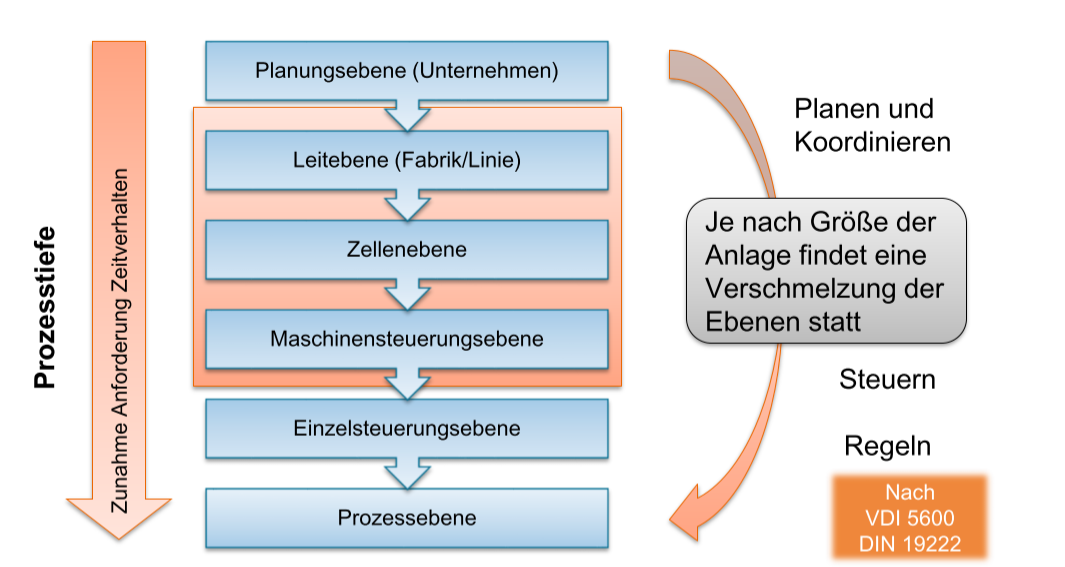 Prozesstiefe
Zunahme Anforderung Zeitverhalten
Planungsebene (Unternehmen)
Leitebene (Fabrik/Linie)
Zellenebene
Maschinensteuerungsebene
Einzelsteuerungsebene
Prozessebene
Planen und
Koordinieren
Je nach Größe der
Anlage findet eine
Verschmelzung der
Ebenen statt
Steuern
Regeln
Nach
VDI 5600
DIN 19222